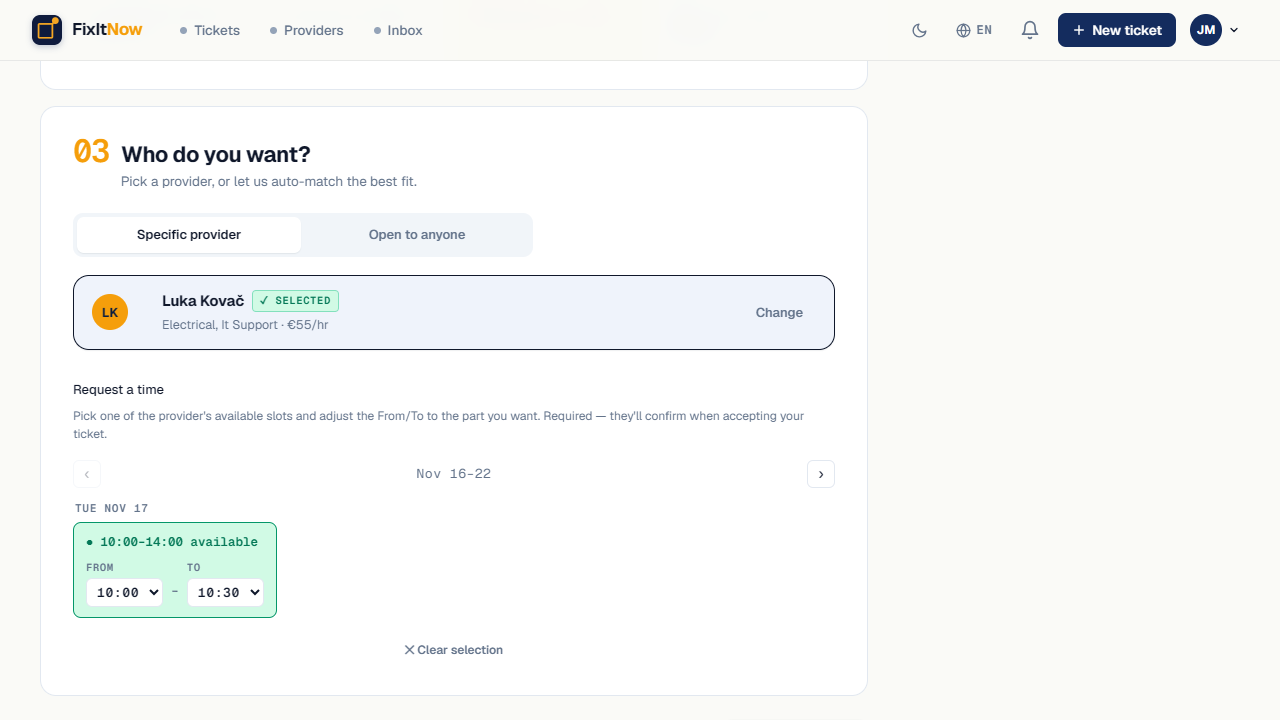 FixItNow
Tickets
Providers
Inbox
EN
+ New ticket
JM
03 Who do you want?
Pick a provider, or let us auto-match the best fit.
Specific provider
Open to anyone
LK
Luka Kovač
✓ SELECTED
Electrical, It Support · €55/hr
Change
Request a time
Pick one of the provider's available slots and adjust the From/To to the part you want. Required — they'll confirm when accepting your
ticket.
‹
Nov 16–22
›
TUE NOV 17
● 10:00–14:00 available
FROM
TO
10:00 – 10:30
✕ Clear selection